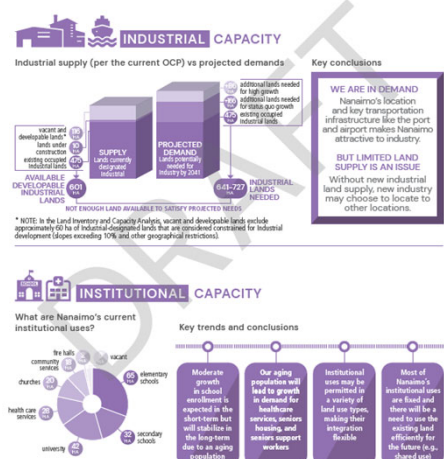 INDUSTRIAL CAPACITY
Industrial supply (per the current OCP) vs projected demands
Key conclusions
additional lands needed
for high growth
additional lands needed
for status quo growth
existing occupied
Industrial lands
vacant and
developable lands*
lands under
construction
existing occupied
Industrial lands
SUPPLY
Lands currently
designated
Industrial
PROJECTED
DEMAND
Lands potentially
needed for
Industry by 2041
AVAILABLE
DEVELOPABLE
INDUSTRIAL
LANDS
601
HA
641-727
HA
INDUSTRIAL
LANDS
NEEDED
NOT ENOUGH LAND AVAILABLE TO SATISFY PROJECTED NEEDS
* NOTE: In the Land Inventory and Capacity Analysis, vacant and developable lands exclude
approximately 60 ha of Industrial-designated lands that are considered constrained for Industrial
development (slopes exceeding 10% and other geographical restrictions).
WE ARE IN DEMAND
Nanaimo's location
and key transportation
infrastructure like the port
and airport makes Nanaimo
attractive to industry.
BUT LIMITED LAND
SUPPLY IS AN ISSUE
Without new industrial
land supply, new industry
may choose to locate to
other locations.
DRAFT
INSTITUTIONAL CAPACITY
What are Nanaimo's current
institutional uses?
Key trends and conclusions
fire halls
vacant
community
services
churches
health care
services
university
elementary
schools
secondary
schools
Moderate
growth
in school
enrollment is
expected in the
short-term but
will stabilize in
the long-term
due to an aging
population
Our aging
population will
lead to growth
in demand for
healthcare
services, seniors
housing, and
seniors support
workers
Institutional
uses may be
permitted in
a variety of
land use types,
making their
integration
flexible
Most of
Nanaimo's
institutional uses
are fixed and
there will be a
need to use the
existing land
efficiently for
the future (e.g.,
shared use)